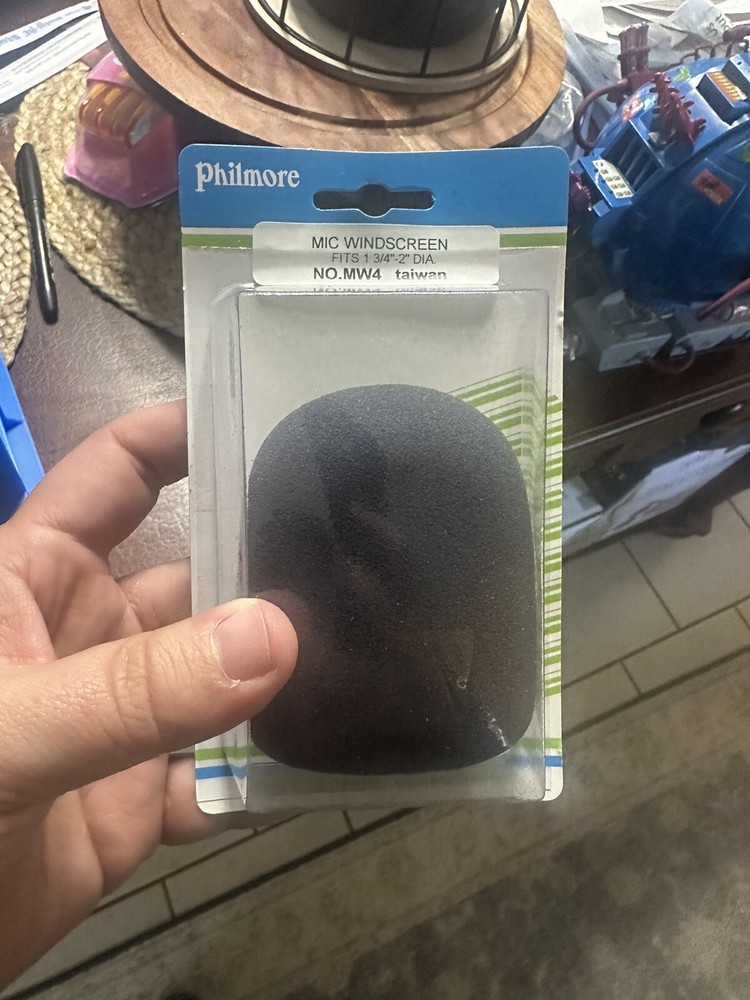 Philmore
MIC WINDSCREEN
FITS 1 3/4"-2" DIA.
NO.MW4 taiwan